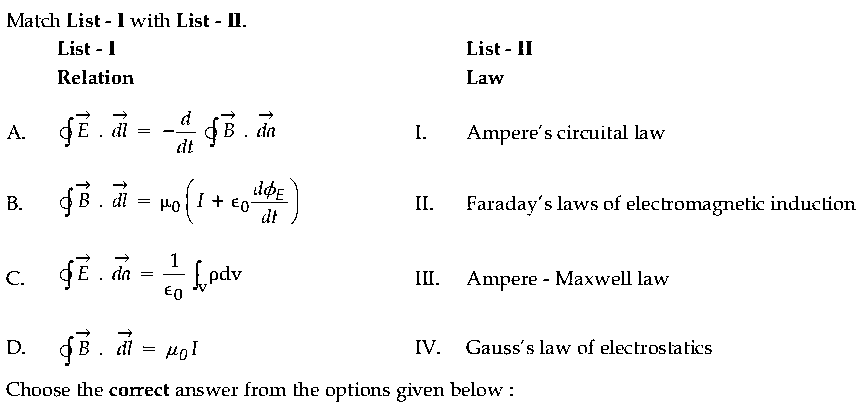 Match List - I with List - II.
List - I List - II
Relation Law
A. ∮E⃗ . dl⃗ = −d/dt ∮B⃗ . da⃗ I. Ampere's circuital law
B. ∮B⃗ . dl⃗ = μ₀(I + ϵ₀ dϕ_E/dt) II. Faraday's laws of electromagnetic induction
C. ∮E⃗ . da⃗ = 1/ϵ₀ ∫_v ρdv III. Ampere - Maxwell law
D. ∮B⃗ . dl⃗ = μ₀I IV. Gauss's law of electrostatics
Choose the correct answer from the options given below :